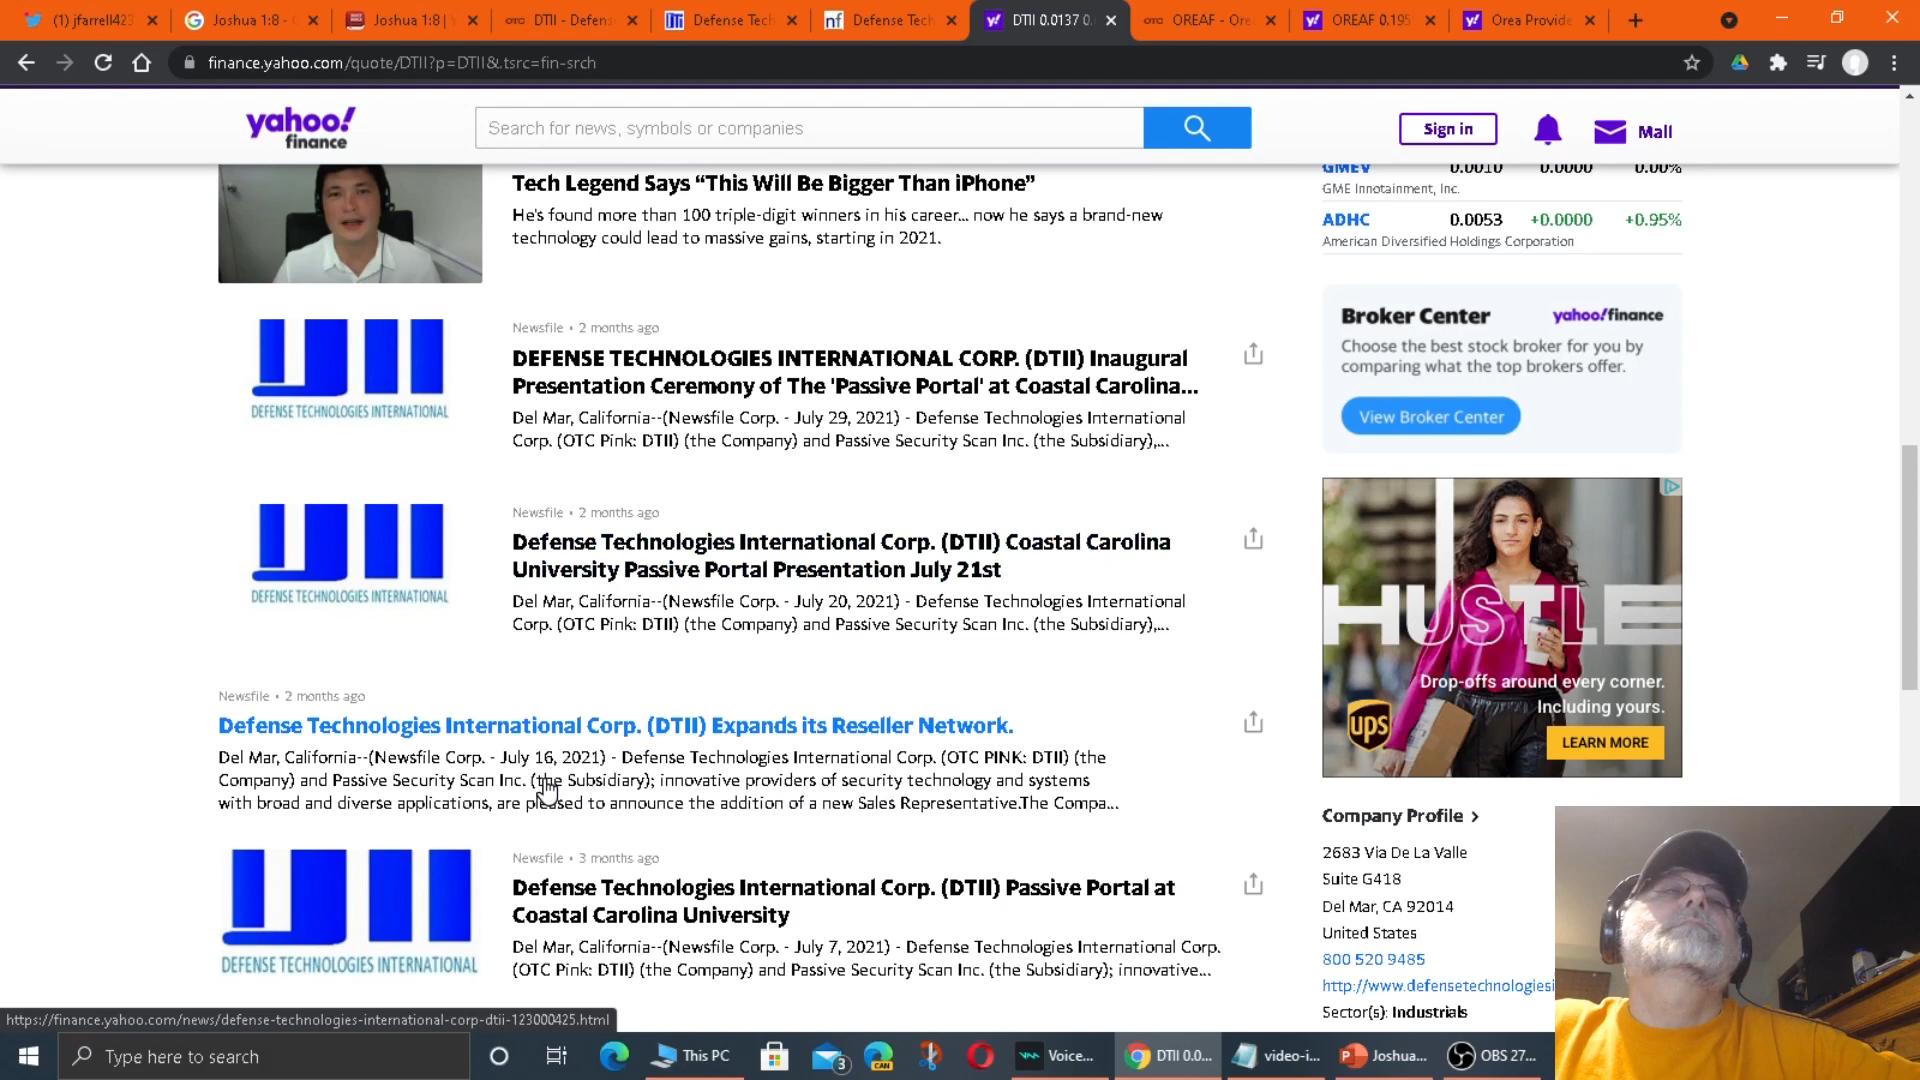 (1) jfarrell423
Joshua 1:8 -
Joshua 1:8 |
DTII - Defens
Defense Tech
Defense Tech
DTII 0.0137 0.
OREAF - Ore
OREAF 0.195
Orea Provide
finance.yahoo.com/quote/DTII?p=DTII&.tsrc=fin-srch
yahoo!
finance
Search for news, symbols or companies
Sign in
Mail
Tech Legend Says “This Will Be Bigger Than iPhone”
He's found more than 100 triple-digit winners in his career... now he says a brand-new
technology could lead to massive gains, starting in 2021.
Newsfile • 2 months ago
DEFENSE TECHNOLOGIES INTERNATIONAL CORP. (DTII) Inaugural
Presentation Ceremony of The 'Passive Portal' at Coastal Carolina...
Del Mar, California--(Newsfile Corp. - July 29, 2021) - Defense Technologies International
Corp. (OTC Pink: DTII) (the Company) and Passive Security Scan Inc. (the Subsidiary),...
DEFENSE TECHNOLOGIES INTERNATIONAL
Newsfile • 2 months ago
Defense Technologies International Corp. (DTII) Coastal Carolina
University Passive Portal Presentation July 21st
Del Mar, California--(Newsfile Corp. - July 20, 2021) - Defense Technologies International
Corp. (OTC Pink: DTII) (the Company) and Passive Security Scan Inc. (the Subsidiary),...
DEFENSE TECHNOLOGIES INTERNATIONAL
Newsfile • 2 months ago
Defense Technologies International Corp. (DTII) Expands its Reseller Network.
Del Mar, California--(Newsfile Corp. - July 16, 2021) - Defense Technologies International Corp. (OTC PINK: DTII) (the
Company) and Passive Security Scan Inc. (the Subsidiary); innovative providers of security technology and systems
with broad and diverse applications, are pleased to announce the addition of a new Sales Representative.The Compa...
Newsfile • 3 months ago
Defense Technologies International Corp. (DTII) Passive Portal at
Coastal Carolina University
Del Mar, California--(Newsfile Corp. - July 7, 2021) - Defense Technologies International Corp.
(OTC Pink: DTII) (the Company) and Passive Security Scan Inc. (the Subsidiary); innovative...
DEFENSE TECHNOLOGIES INTERNATIONAL
GMEV 0.0010 0.0000 0.00%
GME Innotainment, Inc.
ADHC 0.0053 +0.0000 +0.95%
American Diversified Holdings Corporation
Broker Center
yahoo!finance
Choose the best stock broker for you by
comparing what the top brokers offer.
View Broker Center
HUSTLE
Drop-offs around every corner.
Including yours.
ups
LEARN MORE
Company Profile
2683 Via De La Valle
Suite G418
Del Mar, CA 92014
United States
800 520 9485
http://www.defensetechnologiesi
Sector(s): Industrials
https://finance.yahoo.com/news/defense-technologies-international-corp-dtii-123000425.html
Type here to search
This PC
3
CAN
Voice...
DTII 0.0...
video-i...
Joshua...
OBS 27...